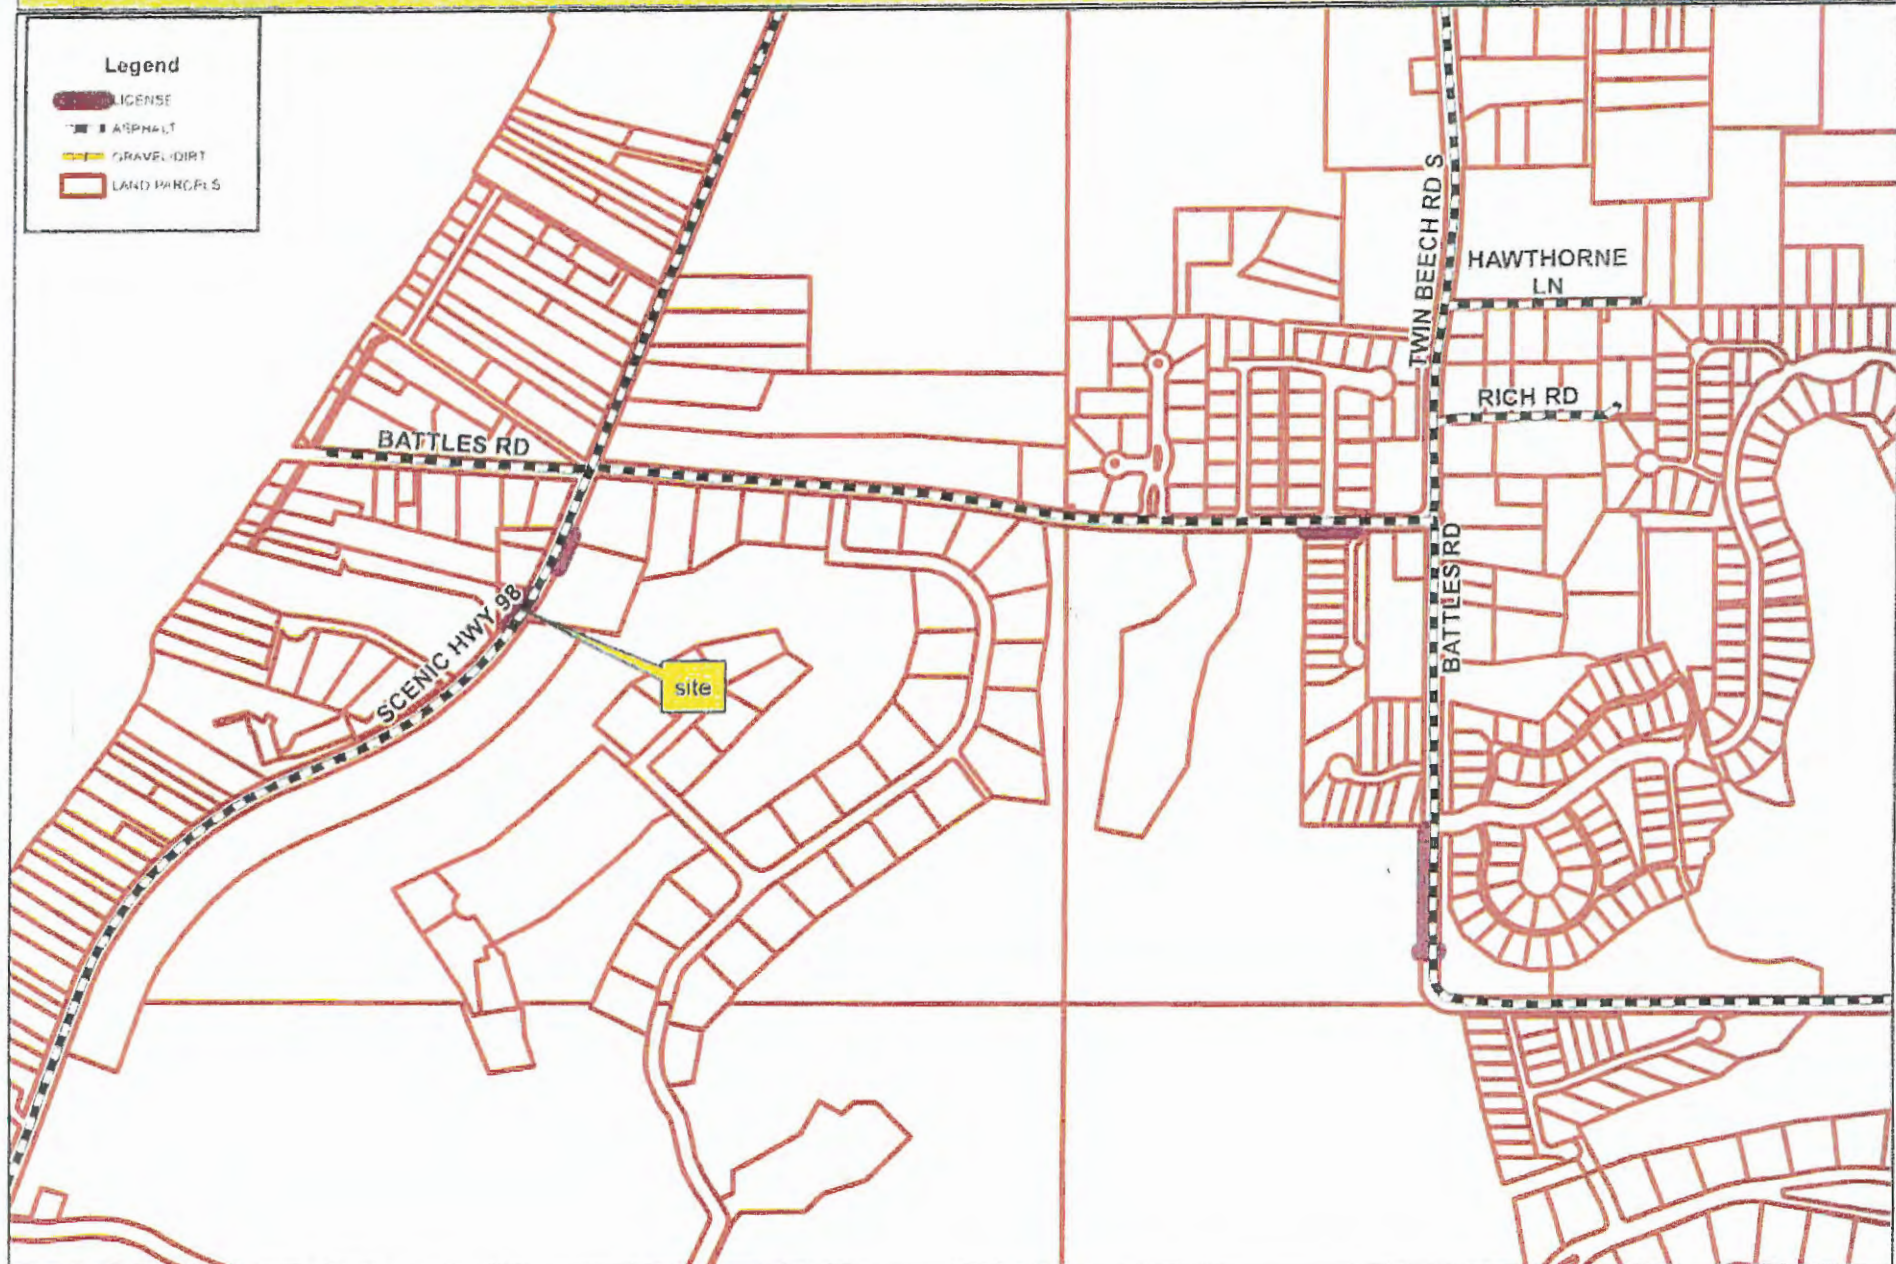 Legend
LICENSE
ASPHALT
GRAVEL/DIRT
LAND PARCELS
TWIN BEECH RD S
HAWTHORNE
LN
RICH RD
BATTLES RD
BATTLES RD
SCENIC HWY 98
site